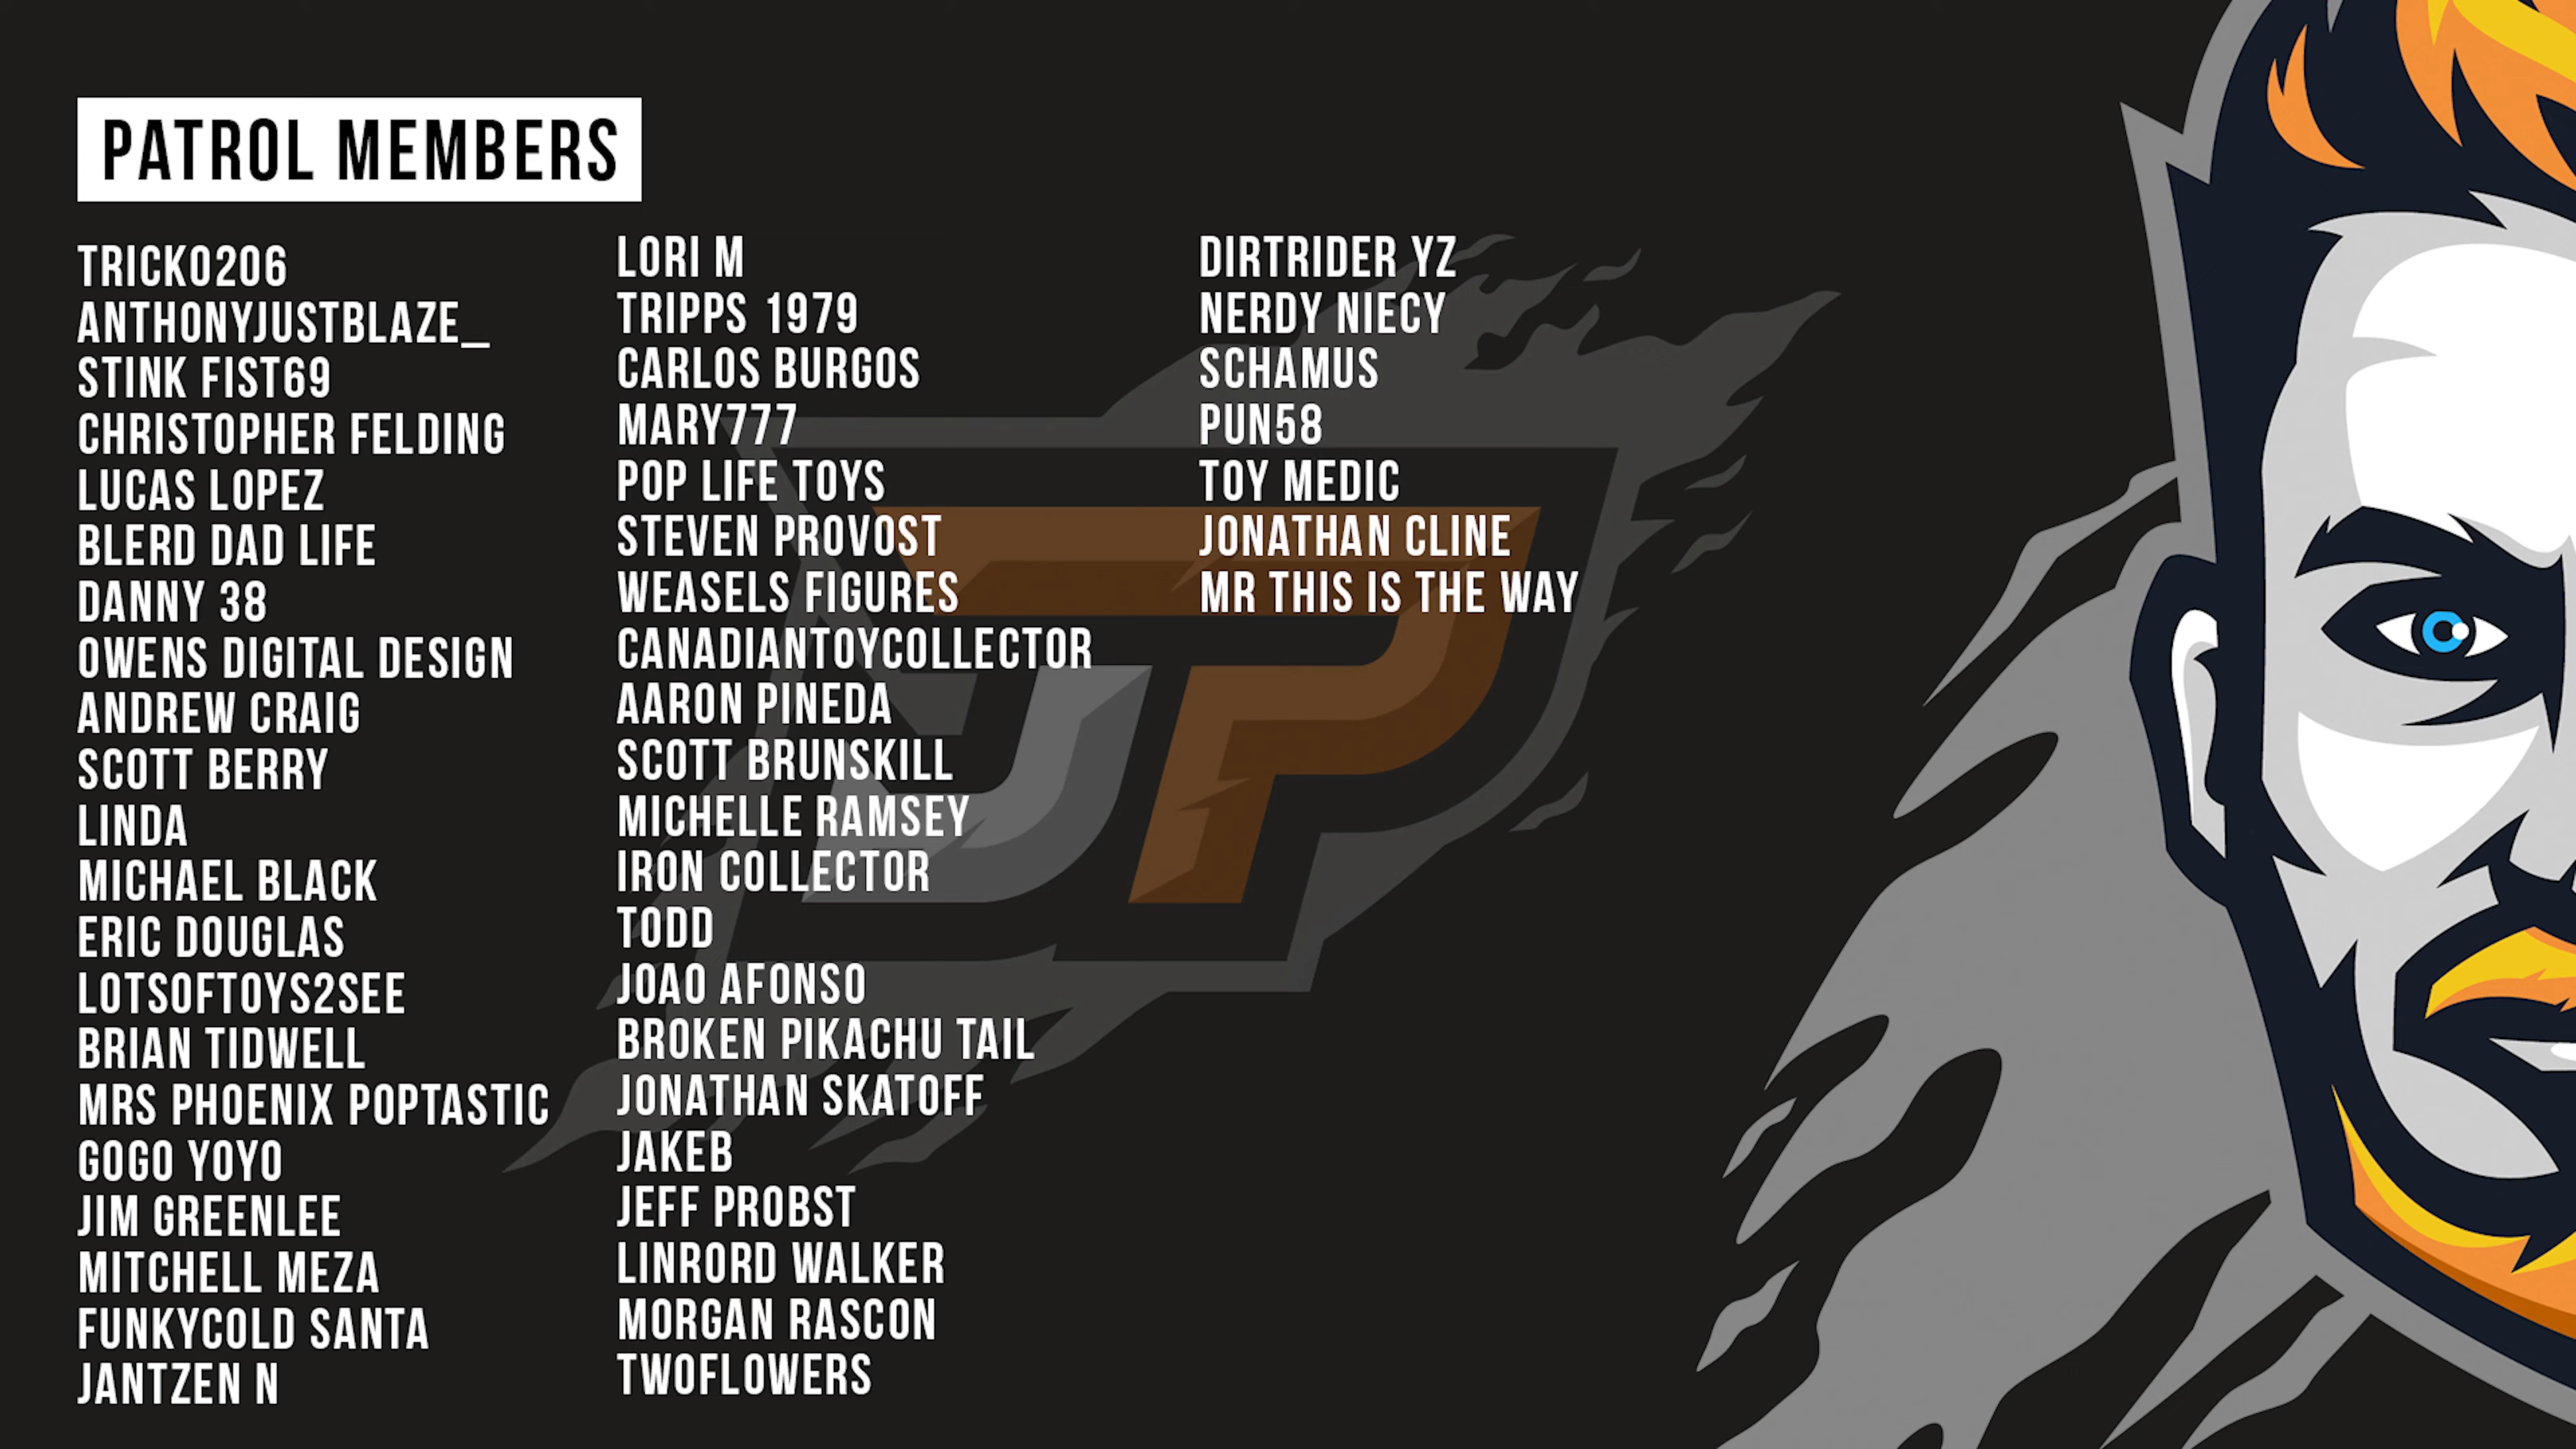 PATROL MEMBERS
TRICK0206
ANTHONYJUSTBLAZE_
STINK FIST69
CHRISTOPHER FELDING
LUCAS LOPEZ
BLERD DAD LIFE
DANNY 38
OWENS DIGITAL DESIGN
ANDREW CRAIG
SCOTT BERRY
LINDA
MICHAEL BLACK
ERIC DOUGLAS
LOTSOFTOYS2SEE
BRIAN TIDWELL
MRS PHOENIX POPTASTIC
GOGO YOYO
JIM GREENLEE
MITCHELL MEZA
FUNKYCOLD SANTA
JANTZEN N
LORI M
TRIPPS 1979
CARLOS BURGOS
MARY777
POP LIFE TOYS
STEVEN PROVOST
WEASELS FIGURES
CANADIANTOYCOLLECTOR
AARON PINEDA
SCOTT BRUNSKILL
MICHELLE RAMSEY
IRON COLLECTOR
TODD
JOAO AFONSO
BROKEN PIKACHU TAIL
JONATHAN SKATOFF
JAKEB
JEFF PROBST
LINRORD WALKER
MORGAN RASCON
TWOFLOWERS
DIRTRIDER YZ
NERDY NIECY
SCHAMUS
PUN58
TOY MEDIC
JONATHAN CLINE
MR THIS IS THE WAY
JP